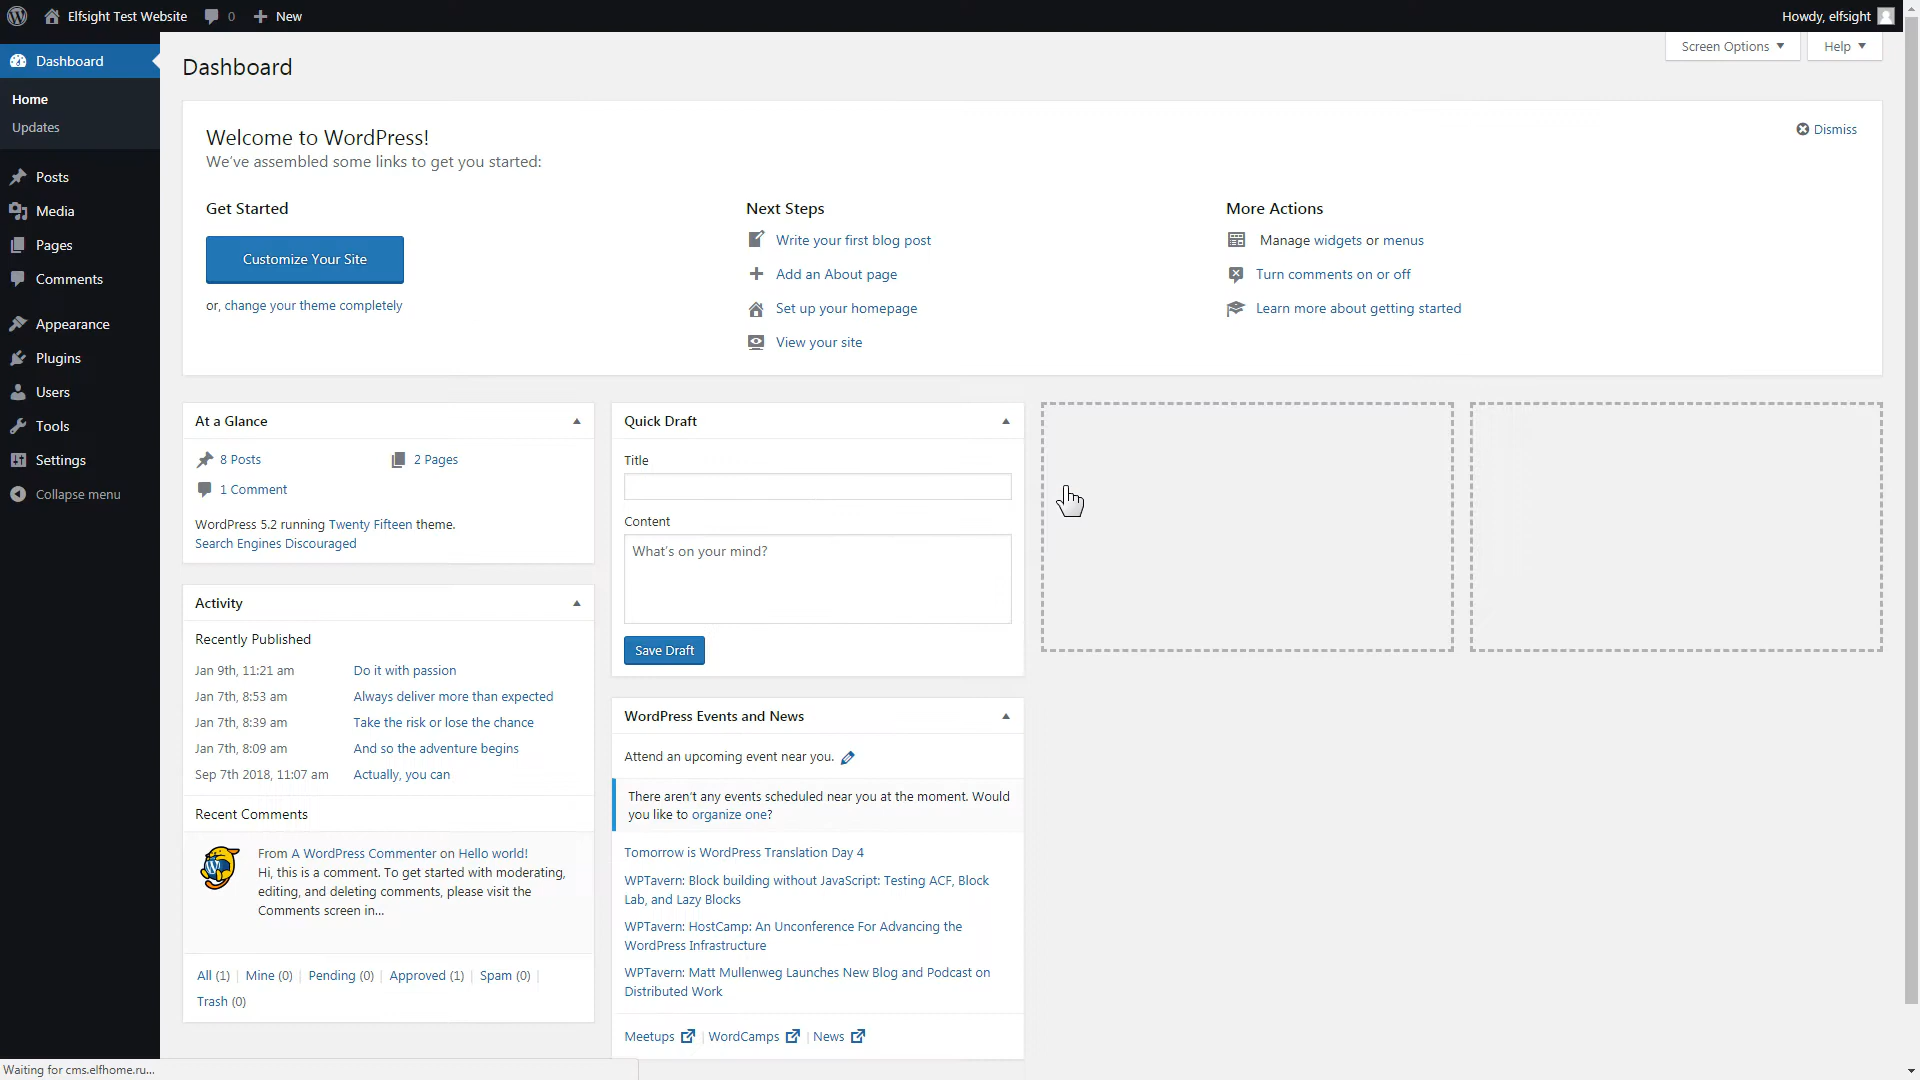 Elfsight Test Website 0 New Howdy, elfsight
Screen Options Help
Dashboard
Home
Updates
Posts
Media
Pages
Comments
Appearance
Plugins
Users
Tools
Settings
Collapse menu
Dashboard
Welcome to WordPress!
We've assembled some links to get you started:
Dismiss
Get Started
Customize Your Site
or, change your theme completely
Next Steps
Write your first blog post
Add an About page
Set up your homepage
View your site
More Actions
Manage widgets or menus
Turn comments on or off
Learn more about getting started
At a Glance
8 Posts 2 Pages
1 Comment
WordPress 5.2 running Twenty Fifteen theme.
Search Engines Discouraged
Activity
Recently Published
Jan 9th, 11:21 am Do it with passion
Jan 7th, 8:53 am Always deliver more than expected
Jan 7th, 8:39 am Take the risk or lose the chance
Jan 7th, 8:09 am And so the adventure begins
Sep 7th 2018, 11:07 am Actually, you can
Recent Comments
From A WordPress Commenter on Hello world!
Hi, this is a comment. To get started with moderating,
editing, and deleting comments, please visit the
Comments screen in...
All (1) | Mine (0) | Pending (0) | Approved (1) | Spam (0) |
Trash (0)
Quick Draft
Title
Content
What's on your mind?
Save Draft
WordPress Events and News
Attend an upcoming event near you.
There aren't any events scheduled near you at the moment. Would
you like to organize one?
Tomorrow is WordPress Translation Day 4
WPTavern: Block building without JavaScript: Testing ACF, Block
Lab, and Lazy Blocks
WPTavern: HostCamp: An Unconference For Advancing the
WordPress Infrastructure
WPTavern: Matt Mullenweg Launches New Blog and Podcast on
Distributed Work
Meetups | WordCamps | News
Waiting for cms.elfhome.ru...